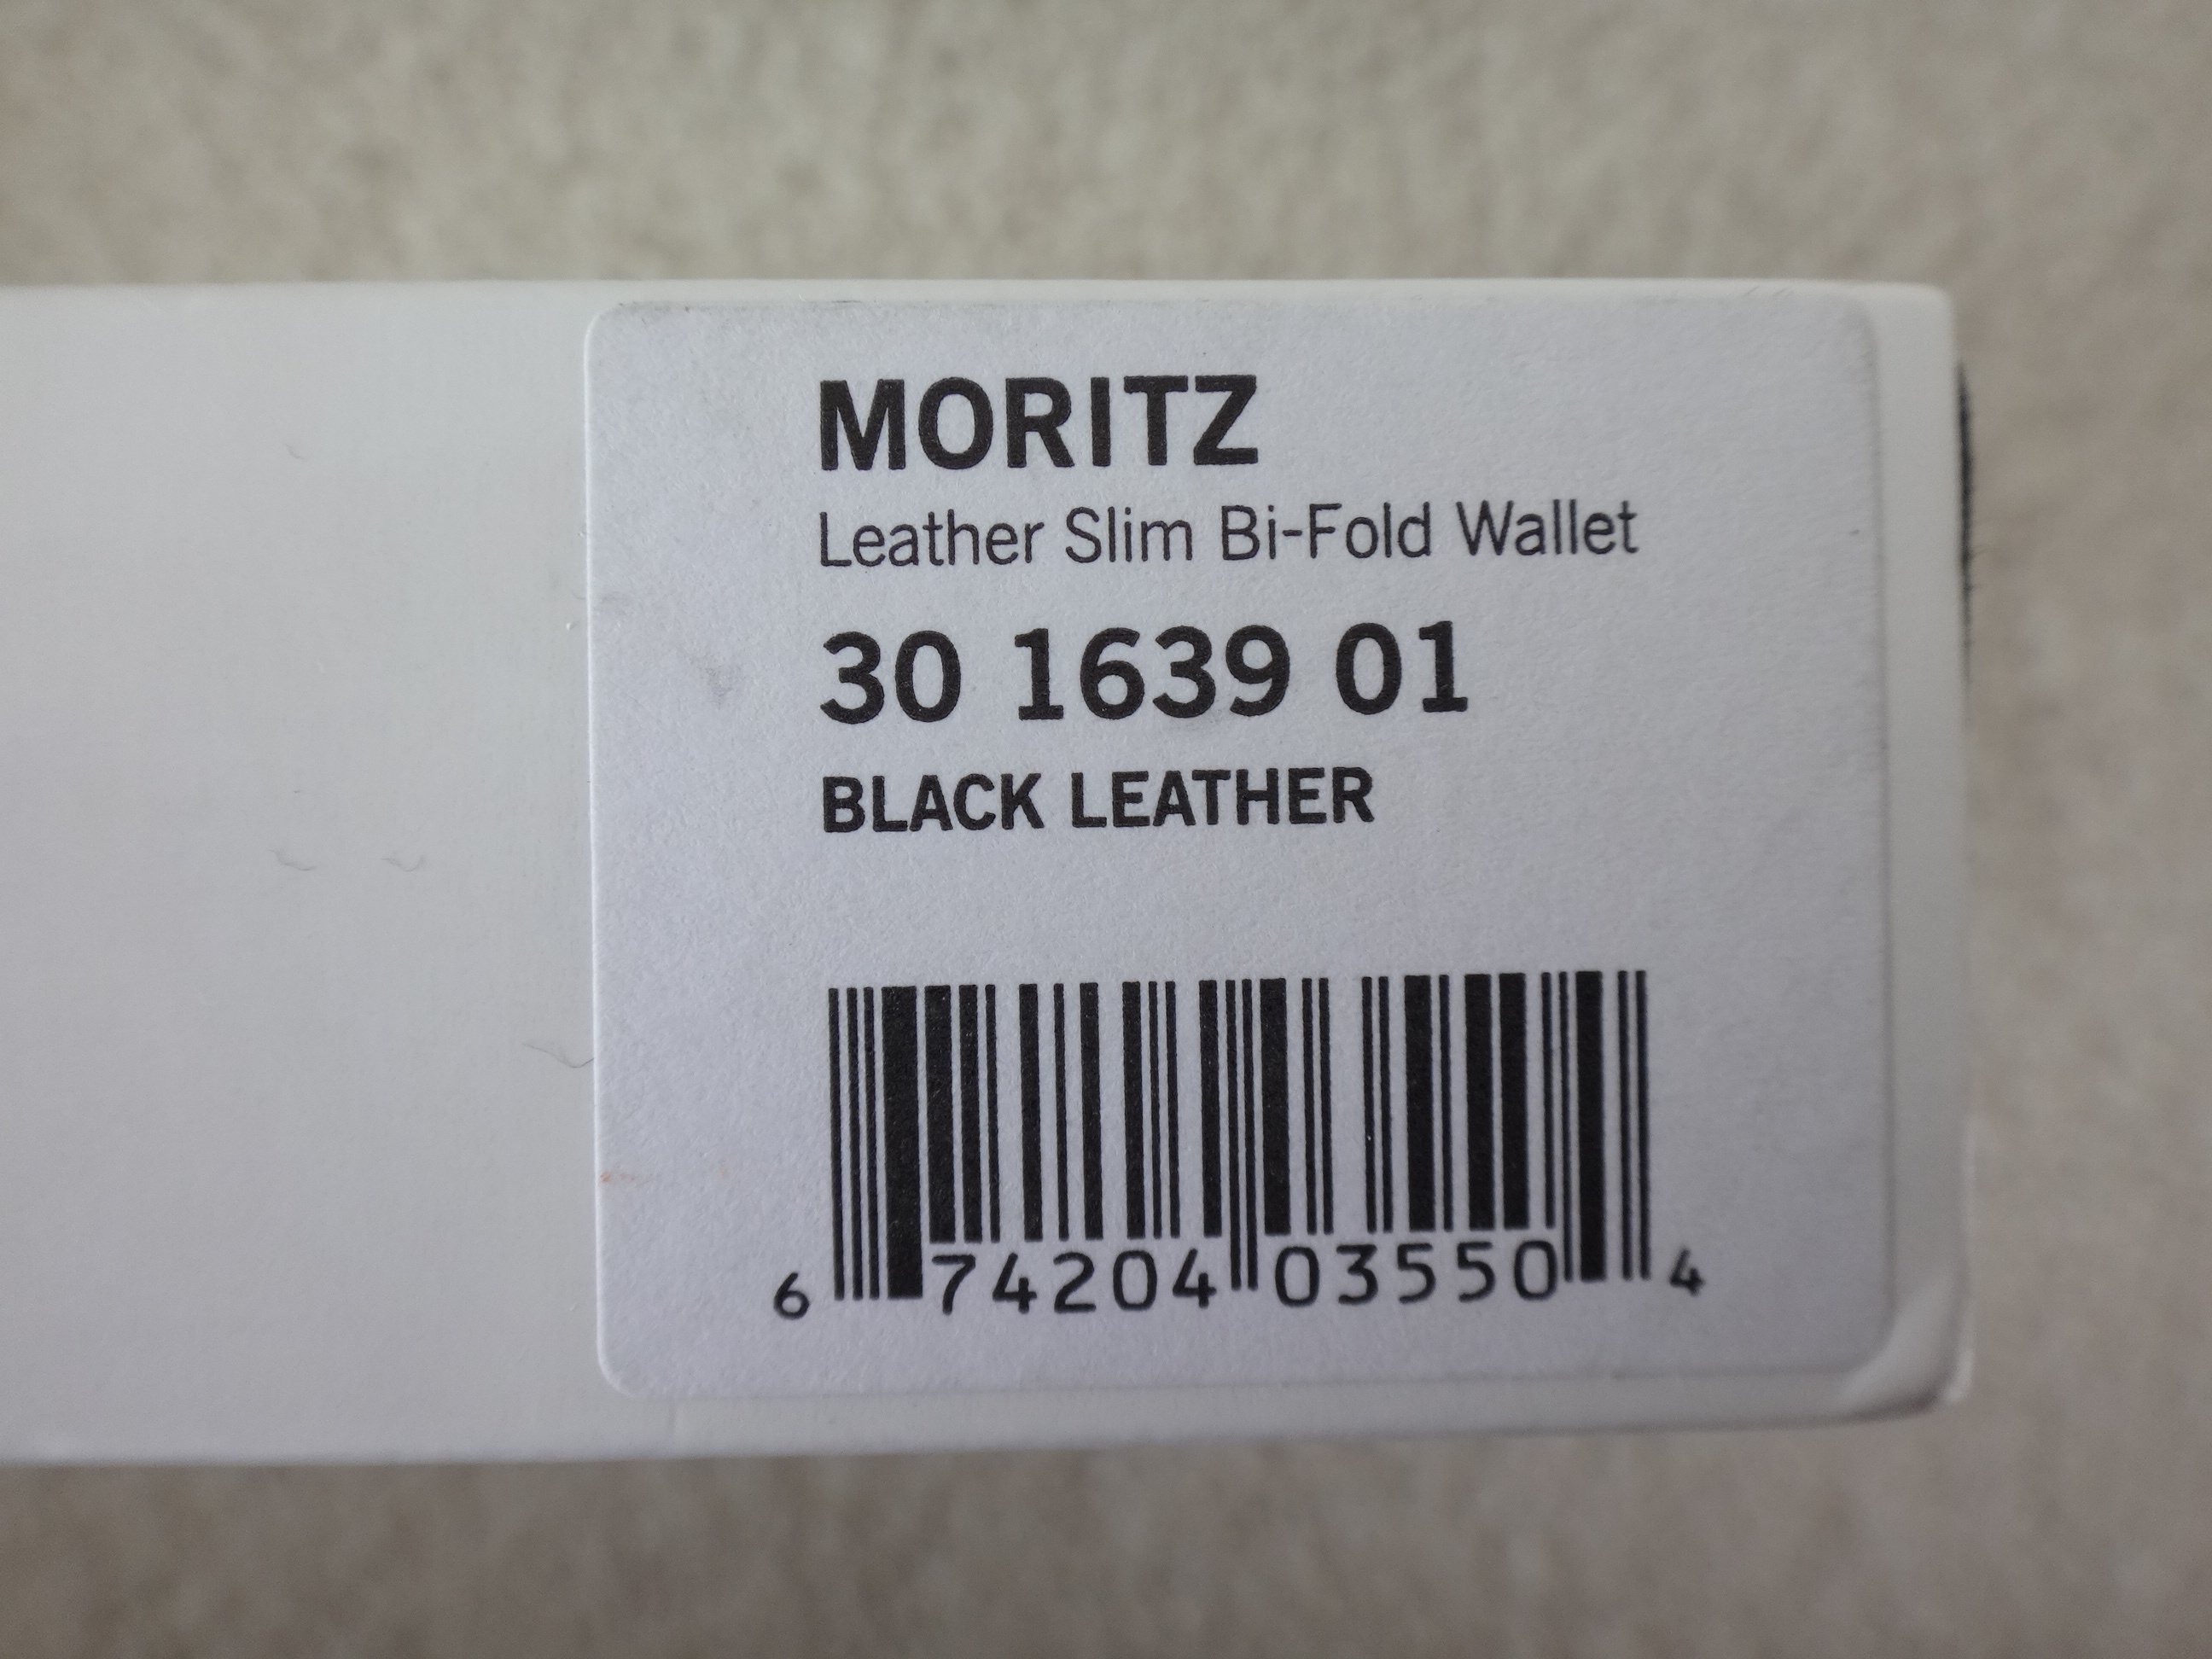 MORITZ
Leather Slim Bi-Fold Wallet
30 1639 01
BLACK LEATHER
6 74204 03550 4